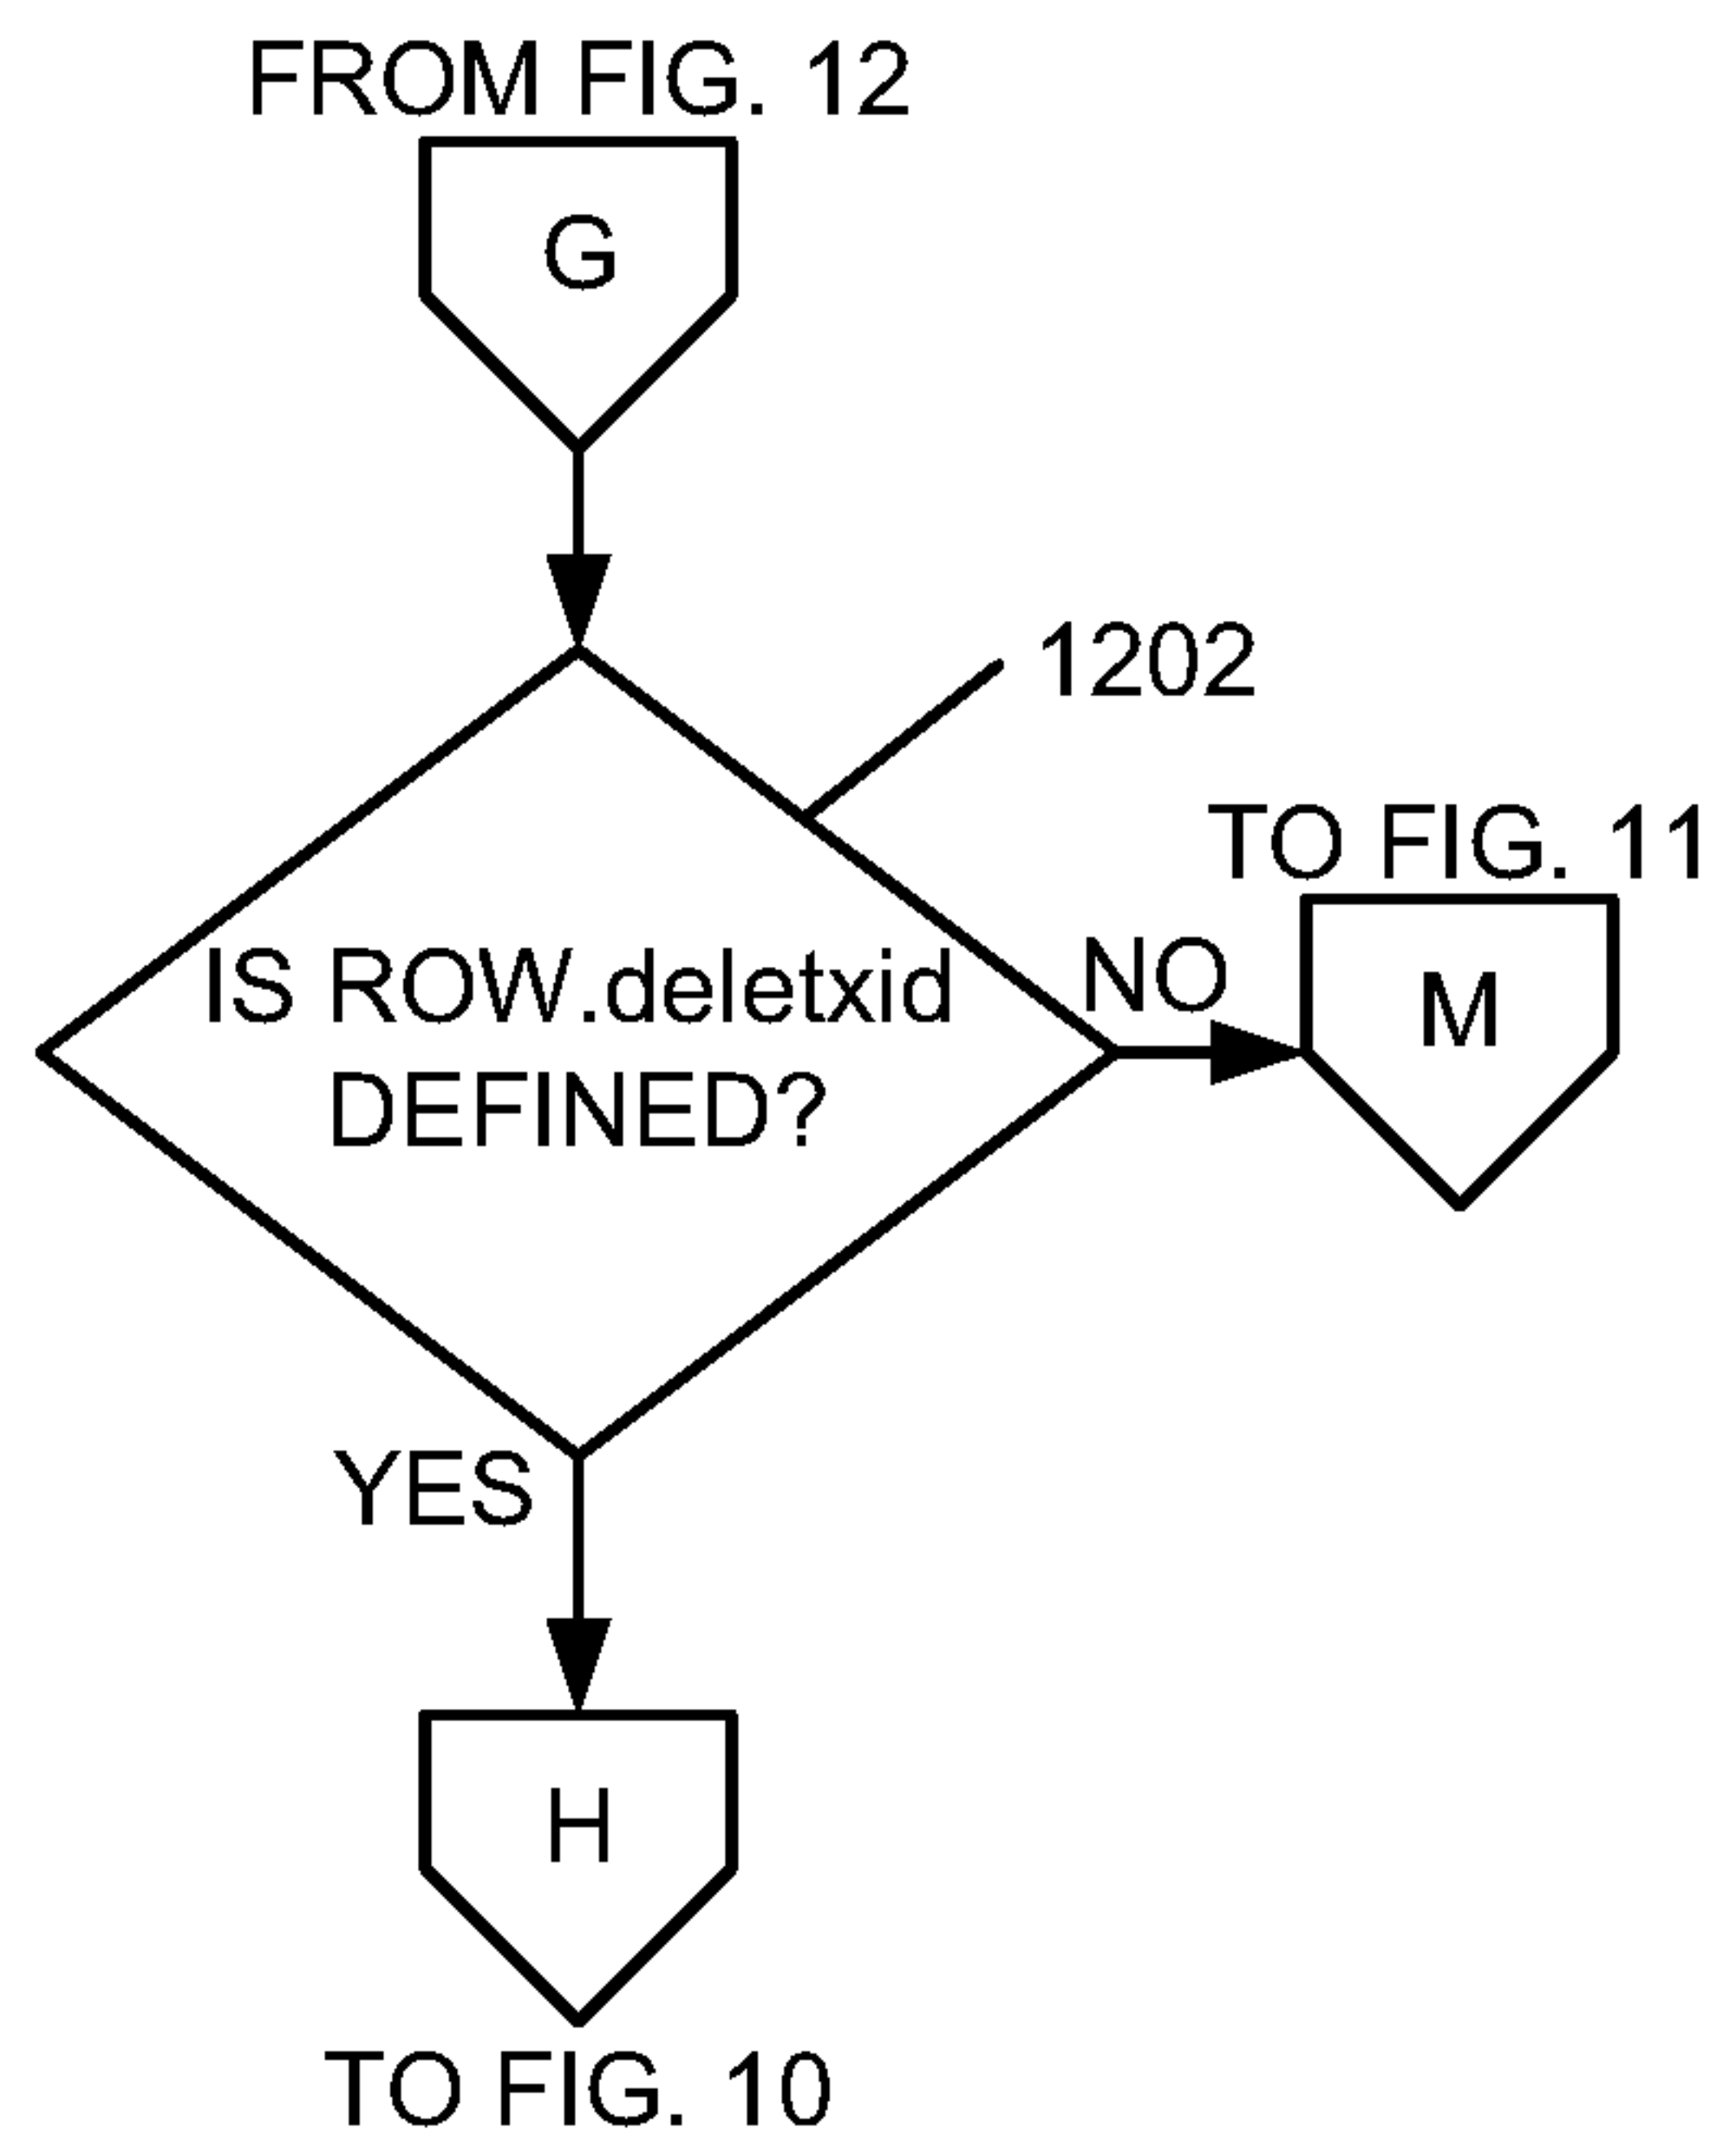 FROM FIG. 12
G
1202
TO FIG. 11
IS ROW.deletxid
DEFINED?
NO
M
YES
H
TO FIG. 10